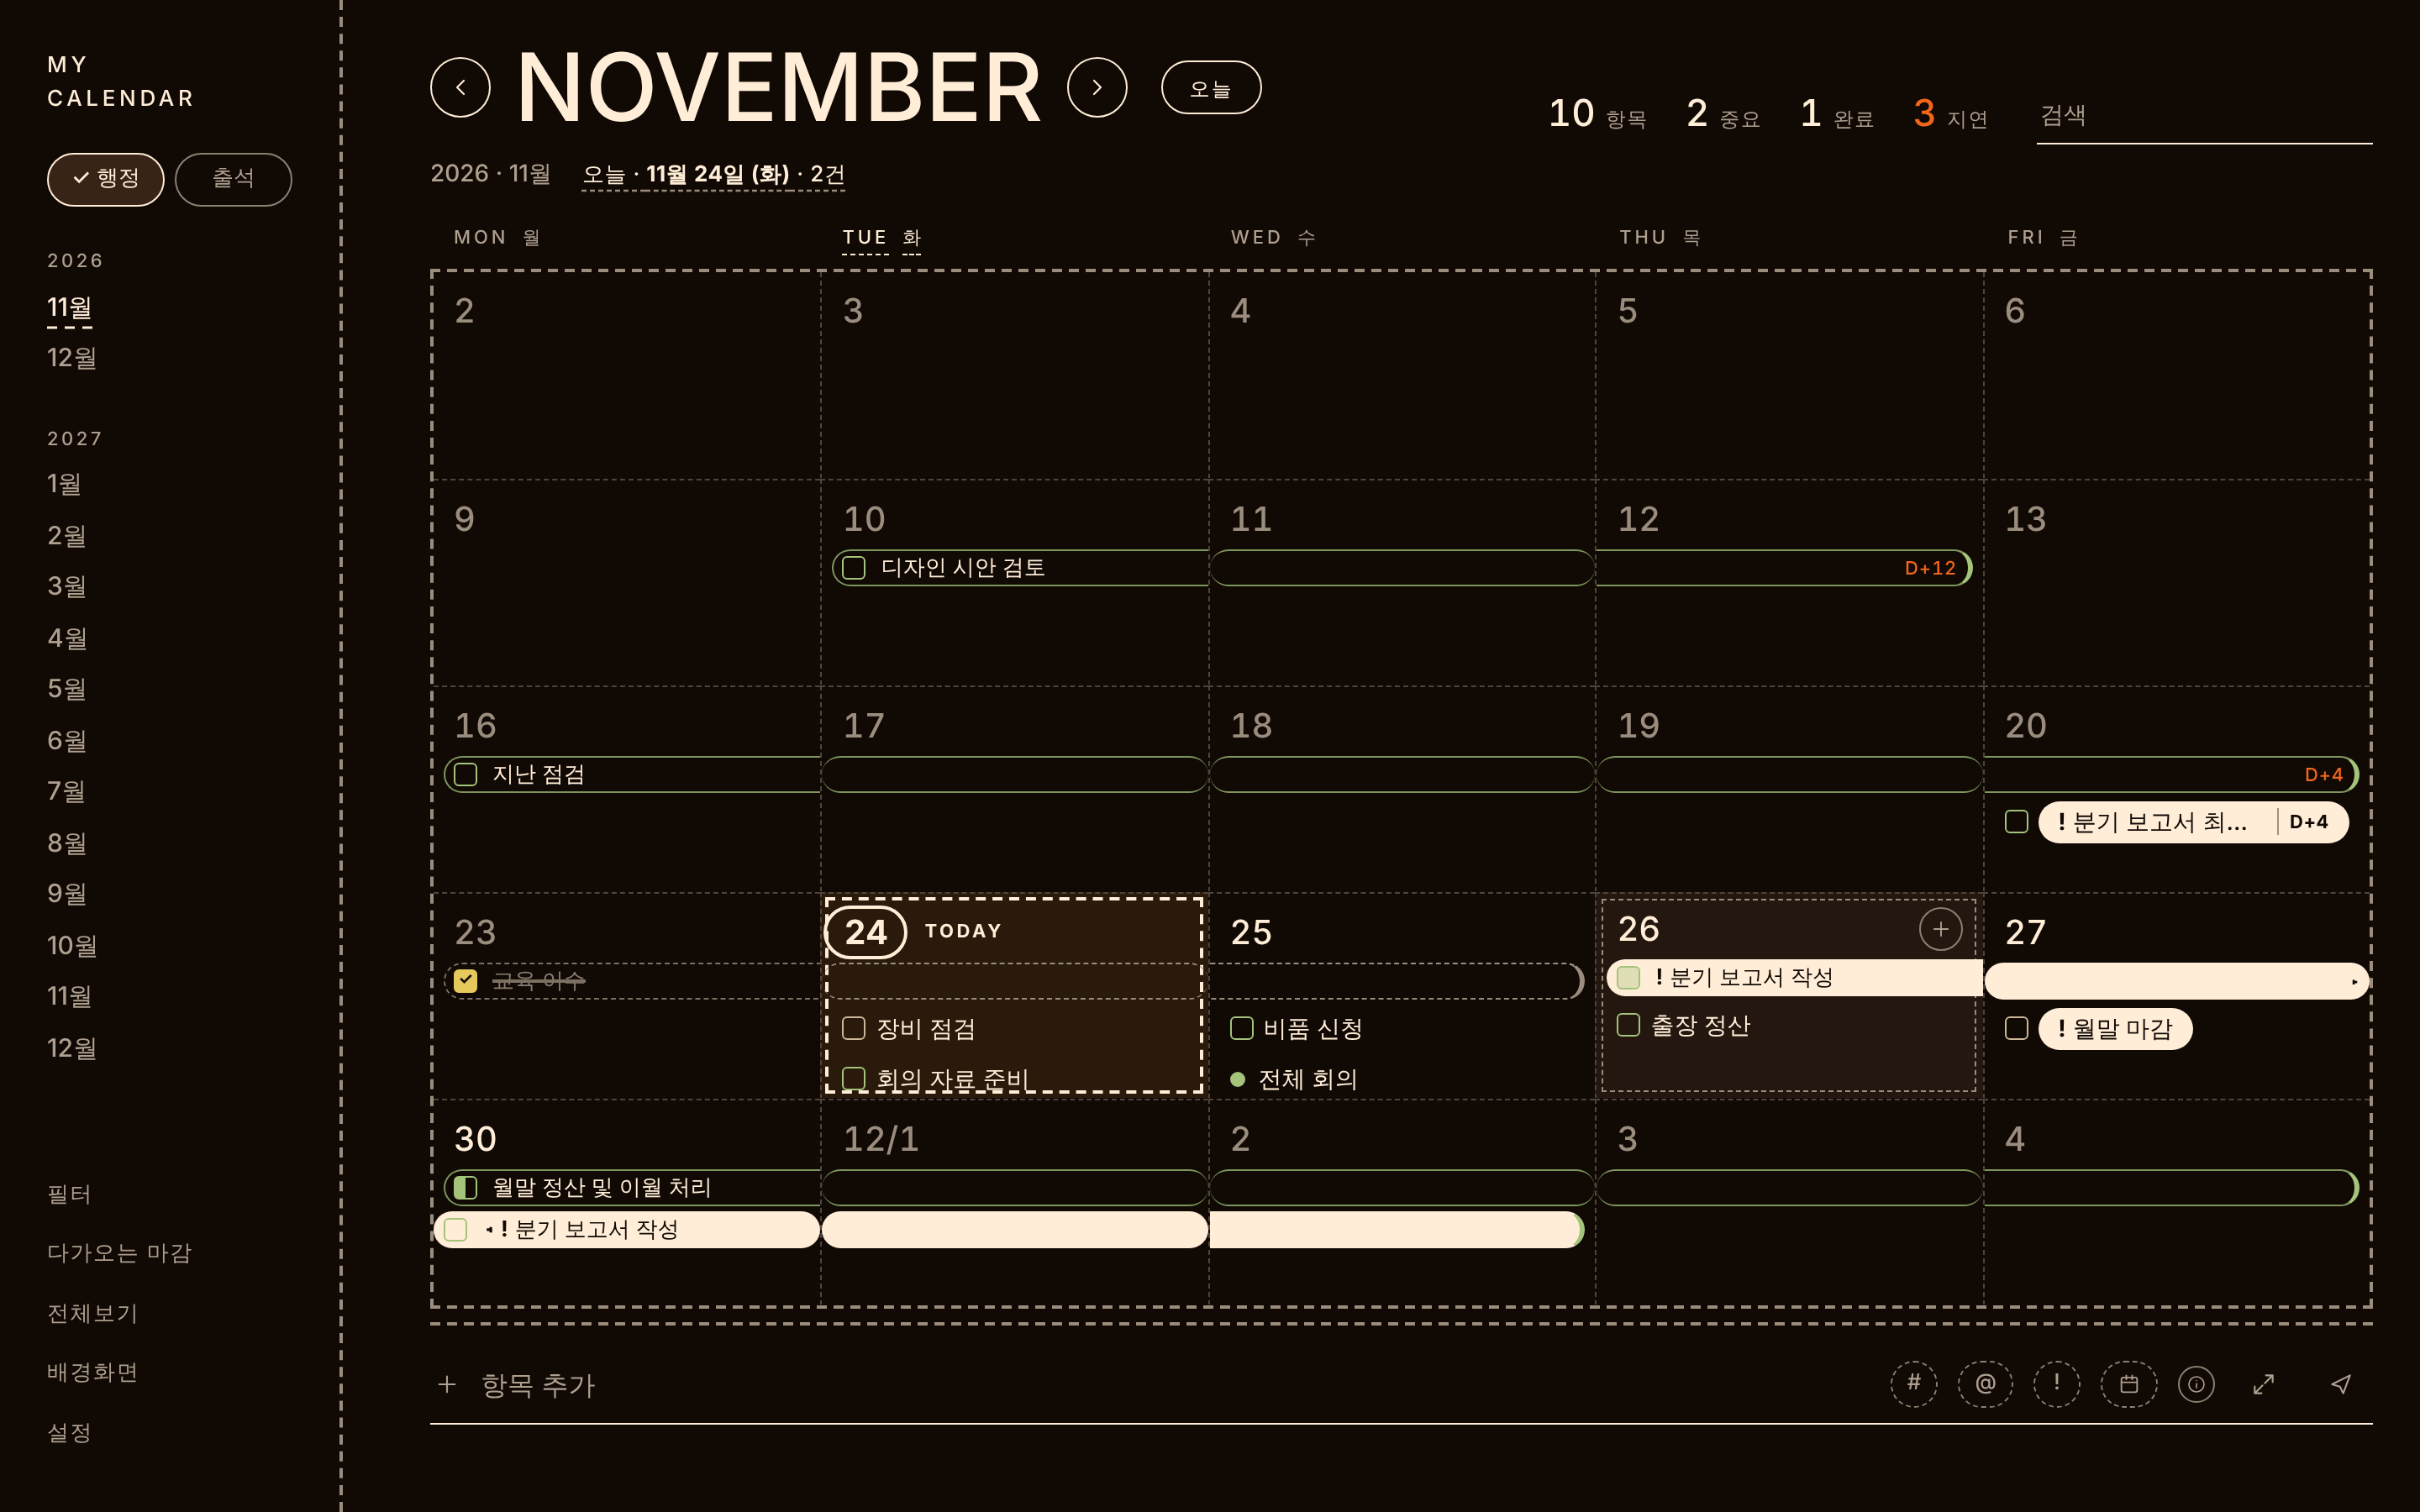 MY
CALENDAR
행정
출석
2026
11월
12월
2027
1월
2월
3월
4월
5월
6월
7월
8월
9월
10월
11월
12월
필터
다가오는 마감
전체보기
배경화면
설정
NOVEMBER
오늘
10 항목 2 중요 1 완료 3 지연
검색
2026 · 11월 오늘 · 11월 24일 (화) · 2건
MON 월 TUE 화 WED 수 THU 목 FRI 금
2 3 4 5 6
9 10 11 12 13
디자인 시안 검토 D+12
16 17 18 19 20
지난 점검 D+4
! 분기 보고서 최... D+4
23 24 TODAY 25 26 27
교육 이수 ! 분기 보고서 작성
장비 점검 비품 신청 출장 정산 ! 월말 마감
회의 자료 준비 전체 회의
30 12/1 2 3 4
월말 정산 및 이월 처리
! 분기 보고서 작성
+ 항목 추가 # @ !